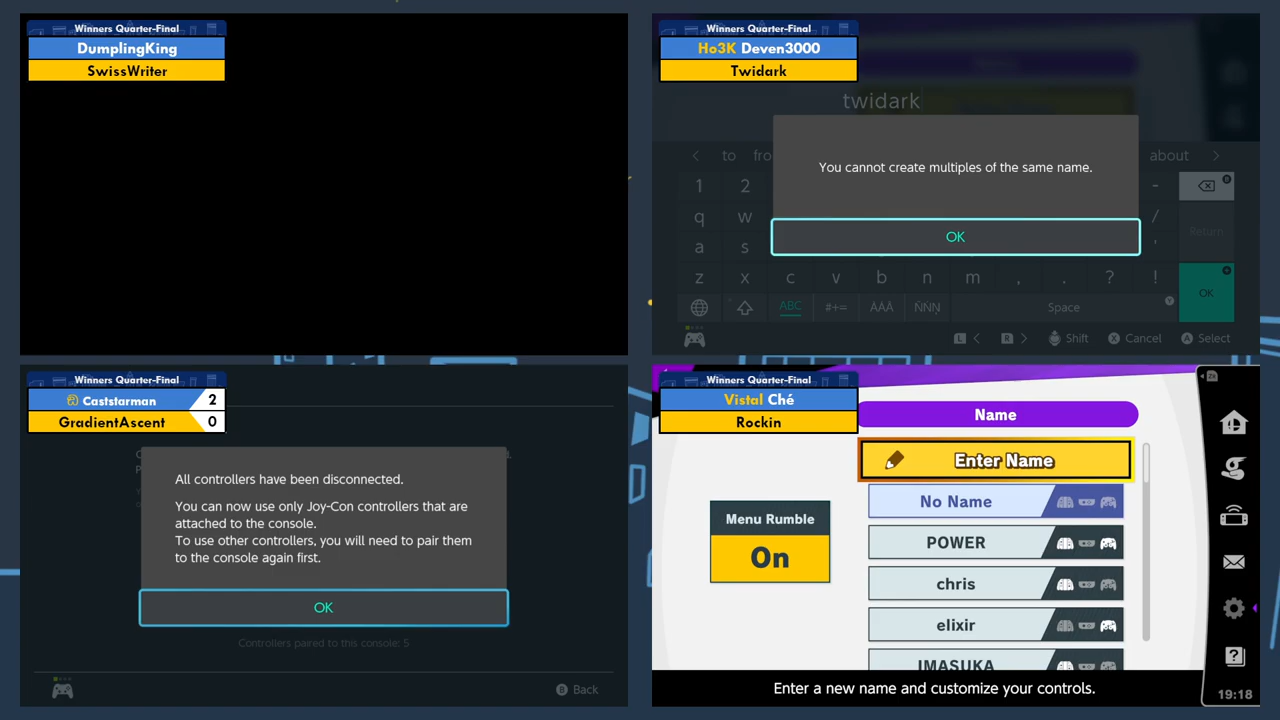 Winners Quarter-Final
DumplingKing
SwissWriter
Winners Quarter-Final
Ho3K Deven3000
Twidark
twidark
to
about
You cannot create multiples of the same name.
OK
1 2 -
q w / Return
a s '
z x c v b n m , . ? !
OK
ABC #+= ÀÄÅ ÑŃŅ Space
L R Shift X Cancel A Select
Winners Quarter-Final
Caststarman 2
GradientAscent 0
All controllers have been disconnected.
You can now use only Joy-Con controllers that are
attached to the console.
To use other controllers, you will need to pair them
to the console again first.
OK
Controllers paired to this console: 5
B Back
Winners Quarter-Final
Vistal Ché
Rockin
Name
Enter Name
No Name
Menu Rumble
On
POWER
chris
elixir
IMASUKA
Enter a new name and customize your controls.
19:18